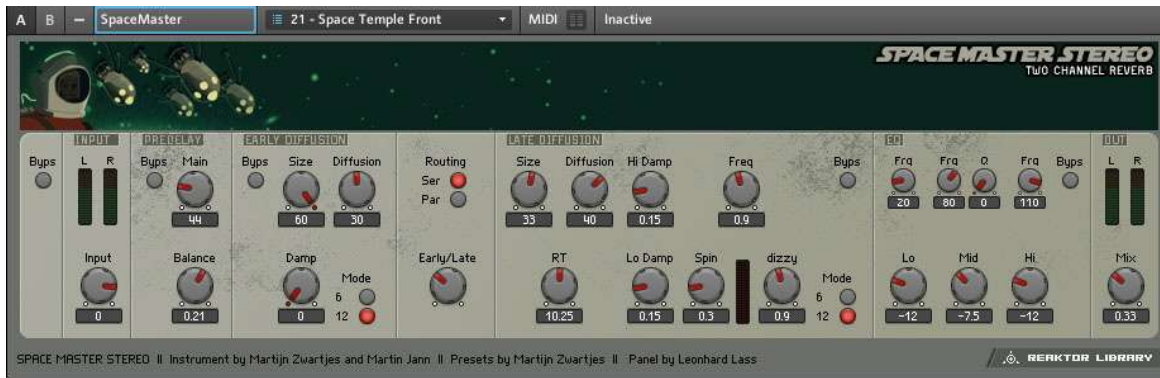 A B SpaceMaster 21 - Space Temple Front MIDI Inactive
SPACE MASTER STEREO
TWO CHANNEL REVERB
INPUT PREDELAY EARLY DIFFUSION LATE DIFFUSION EQ OUT
Byps L R Byps Main Byps Size Diffusion Routing Size Diffusion Hi Damp Freq Byps Frq Frq Q Frq Byps L R
Ser
Par
44 60 30 33 40 0.15 0.9 20 80 0 110
Input Balance Damp Early/Late RT Lo Damp Spin dizzy Lo Mid Hi Mix
Mode Mode
6 6
12 12
0 0.21 0 10.25 0.15 0.3 0.9 -12 -7.5 -12 0.33
SPACE MASTER STEREO II Instrument by Martijn Zwartjes and Martin Jann II Presets by Martijn Zwartjes II Panel by Leonhard Lass
REAKTOR LIBRARY